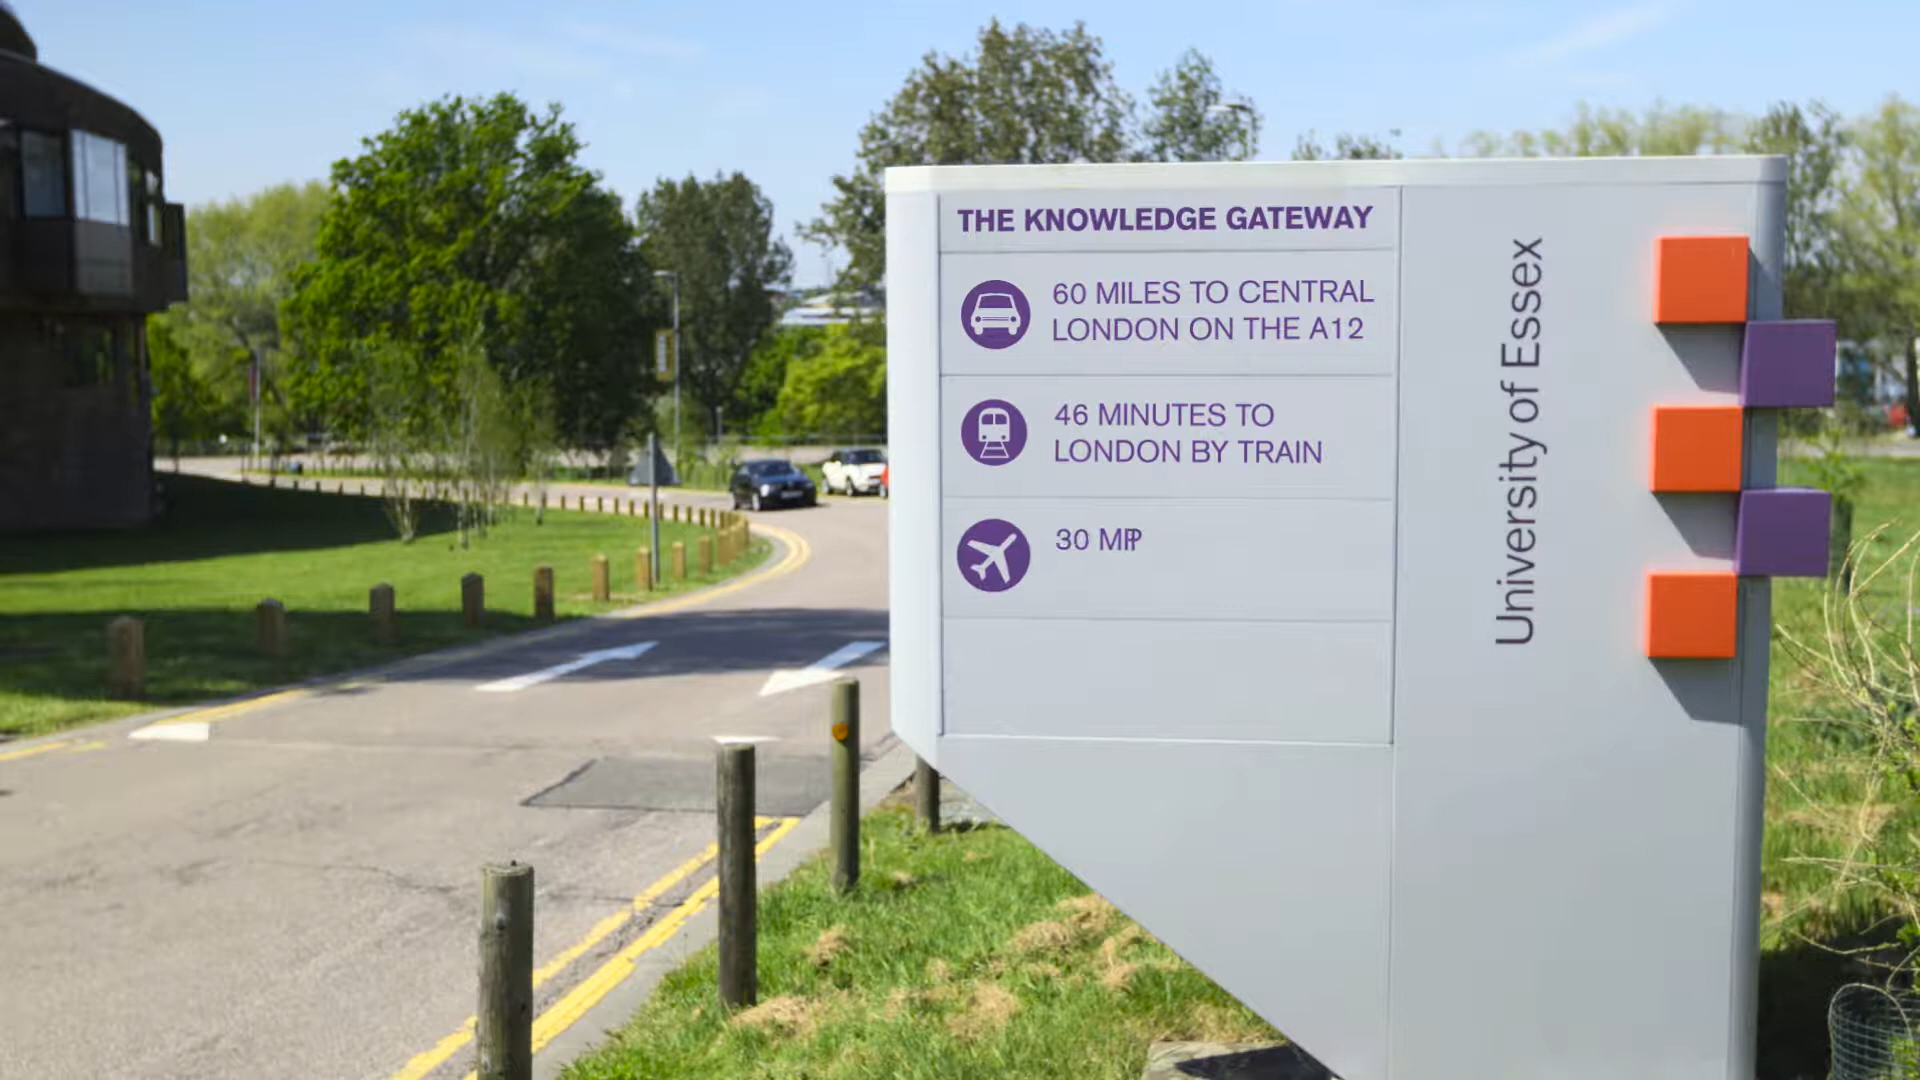 THE KNOWLEDGE GATEWAY
60 MILES TO CENTRAL
LONDON ON THE A12
46 MINUTES TO
LONDON BY TRAIN
30
University of Essex